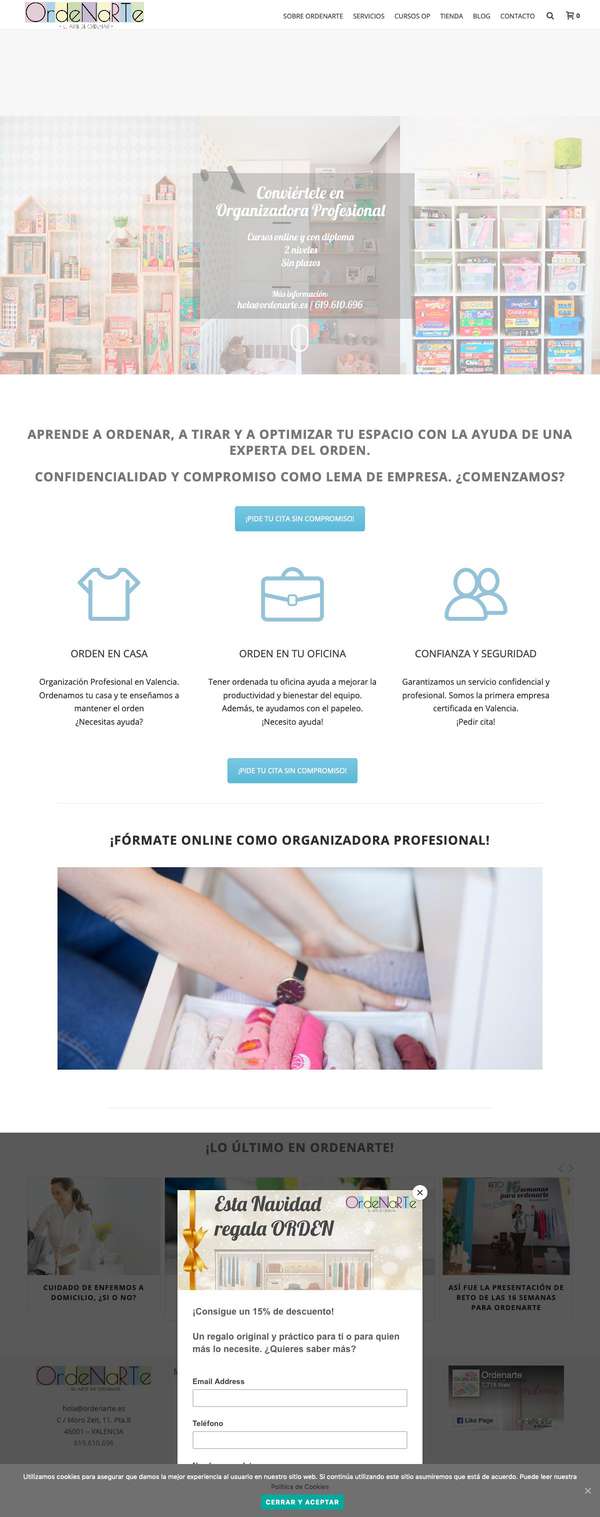 OrdeNaRTe
SOBRE ORDENARTE SERVICIOS CURSOS OP TIENDA BLOG CONTACTO 0
Conviértete en
Organizadora Profesional
Cursos online y con diploma
2 niveles
Sin plazos
Más información:
hola@ordenarte.es / 619.610.696
APRENDE A ORDENAR, A TIRAR Y A OPTIMIZAR TU ESPACIO CON LA AYUDA DE UNA
EXPERTA DEL ORDEN.
CONFIDENCIALIDAD Y COMPROMISO COMO LEMA DE EMPRESA. ¿COMENZAMOS?
¡PIDE TU CITA SIN COMPROMISO!
ORDEN EN CASA
Organización Profesional en Valencia.
Ordenamos tu casa y te enseñamos a
mantener el orden
¿Necesitas ayuda?
ORDEN EN TU OFICINA
Tener ordenada tu oficina ayuda a mejorar la
productividad y bienestar del equipo.
Además, te ayudamos con el papeleo.
¡Necesito ayuda!
CONFIANZA Y SEGURIDAD
Garantizamos un servicio confidencial y
profesional. Somos la primera empresa
certificada en Valencia.
¡Pedir cita!
¡PIDE TU CITA SIN COMPROMISO!
¡FÓRMATE ONLINE COMO ORGANIZADORA PROFESIONAL!
¡LO ÚLTIMO EN ORDENARTE!
CUIDADO DE ENFERMOS A
DOMICILIO, ¿SI O NO?
RETO 16
semanas
para ordenarte
ASÍ FUE LA PRESENTACIÓN DE
RETO DE LAS 16 SEMANAS
PARA ORDENARTE
Esta Navidad
regala ORDEN
OrdeNaRTe
¡Consigue un 15% de descuento!
Un regalo original y práctico para ti o para quien
más lo necesite. ¿Quieres saber más?
Email Address
Teléfono
OrdeNaRTe
hola@ordenarte.es
C / Moro Zeit, 11. Pta.8
46001 – VALENCIA
619.610.696
Ordenarte
Like Page
Utilizamos cookies para asegurar que damos la mejor experiencia al usuario en nuestro sitio web. Si continúa utilizando este sitio asumiremos que está de acuerdo. Puede leer nuestra
Política de Cookies
CERRAR Y ACEPTAR